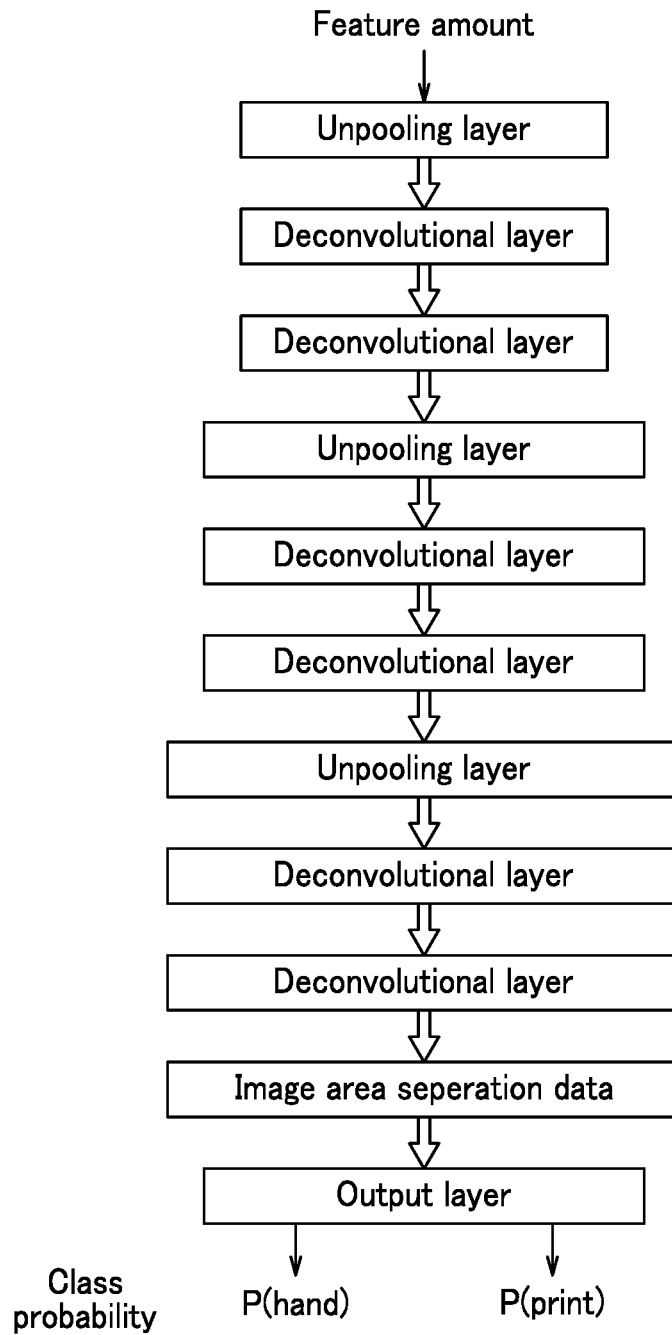 Feature amount
Unpooling layer
Deconvolutional layer
Deconvolutional layer
Unpooling layer
Deconvolutional layer
Deconvolutional layer
Unpooling layer
Deconvolutional layer
Deconvolutional layer
Image area seperation data
Output layer
Class
probability
P(hand)
P(print)